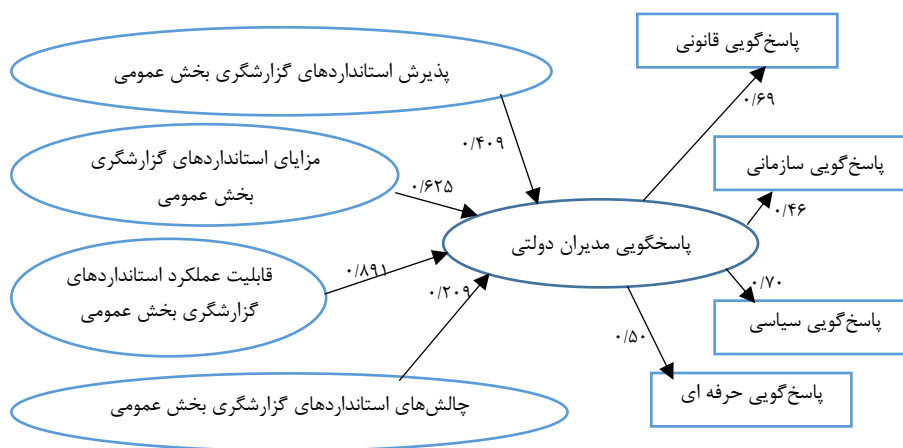 پاسخ‌گویی قانونی
پذیرش استانداردهای گزارشگری بخش عمومی
۰/۶۹
۰/۴۰۹
مزایای استانداردهای گزارشگری
بخش عمومی
پاسخ‌گویی سازمانی
۰/۶۲۵
۰/۴۶
پاسخگویی مدیران دولتی
قابلیت عملکرد استانداردهای
گزارشگری بخش عمومی
۰/۸۹۱
۰/۲۰۹
۰/۷۰
پاسخ‌گویی سیاسی
۰/۵۰
پاسخ‌گویی حرفه ای
چالش‌های استانداردهای گزارشگری بخش عمومی